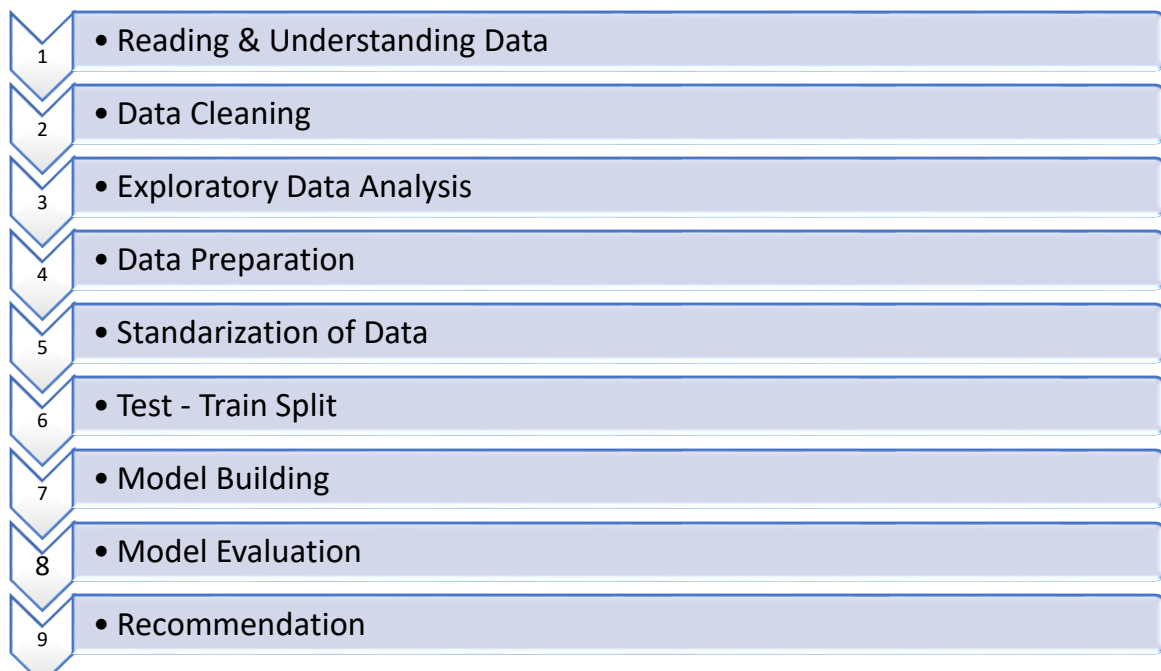 1 • Reading & Understanding Data
2 • Data Cleaning
3 • Exploratory Data Analysis
4 • Data Preparation
5 • Standarization of Data
6 • Test - Train Split
7 • Model Building
8 • Model Evaluation
9 • Recommendation